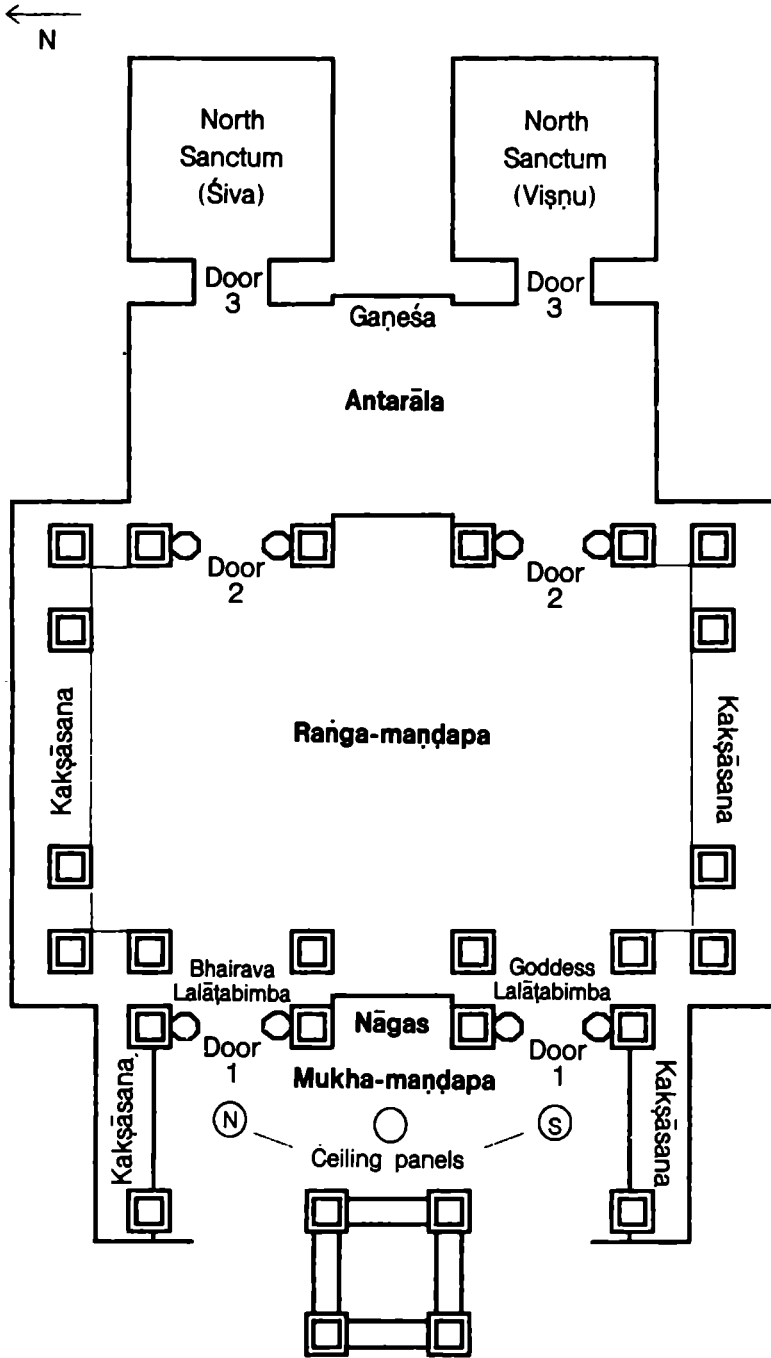 N
North
Sanctum
(Śiva)
North
Sanctum
(Viṣṇu)
Door
3
Door
3
Gaṇeśa
Antarāla
Door
2
Door
2
Kakṣāsana
Raṅga-maṇḍapa
Kakṣāsana
Bhairava
Lalāṭabimba
Goddess
Lalāṭabimba
Nāgas
Door
1
Door
1
Mukha-maṇḍapa
Kakṣāsana
Kakṣāsana
N
S
Ceiling panels